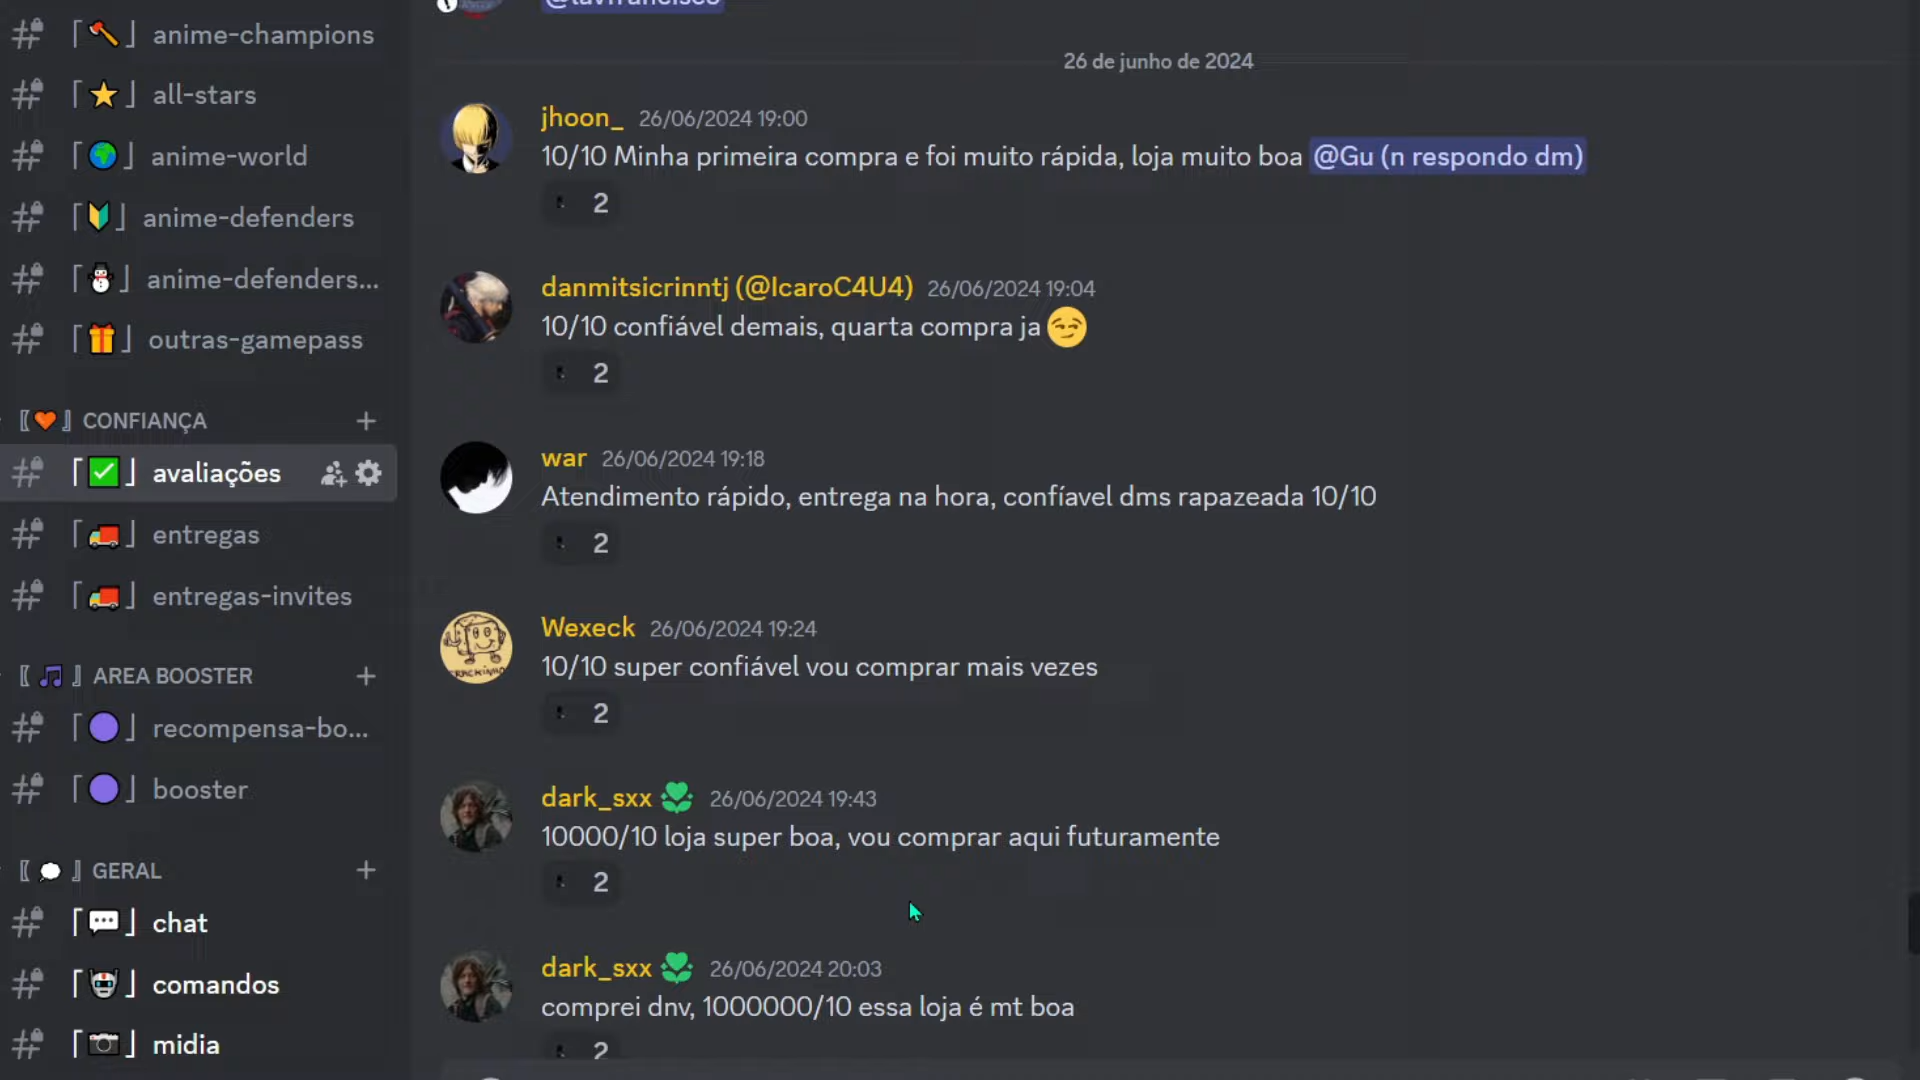 anime-champions
all-stars
anime-world
anime-defenders
anime-defenders...
outras-gamepass
CONFIANÇA
avaliações
entregas
entregas-invites
AREA BOOSTER
recompensa-bo...
booster
GERAL
chat
comandos
midia
26 de junho de 2024
jhoon_ 26/06/2024 19:00
10/10 Minha primeira compra e foi muito rápida, loja muito boa @Gu (n respondo dm)
2
danmitsicrinntj (@IcaroC4U4) 26/06/2024 19:04
10/10 confiável demais, quarta compra ja
2
war 26/06/2024 19:18
Atendimento rápido, entrega na hora, confíavel dms rapazeada 10/10
2
Wexeck 26/06/2024 19:24
10/10 super confiável vou comprar mais vezes
2
dark_sxx 26/06/2024 19:43
10000/10 loja super boa, vou comprar aqui futuramente
2
dark_sxx 26/06/2024 20:03
comprei dnv, 1000000/10 essa loja é mt boa
2